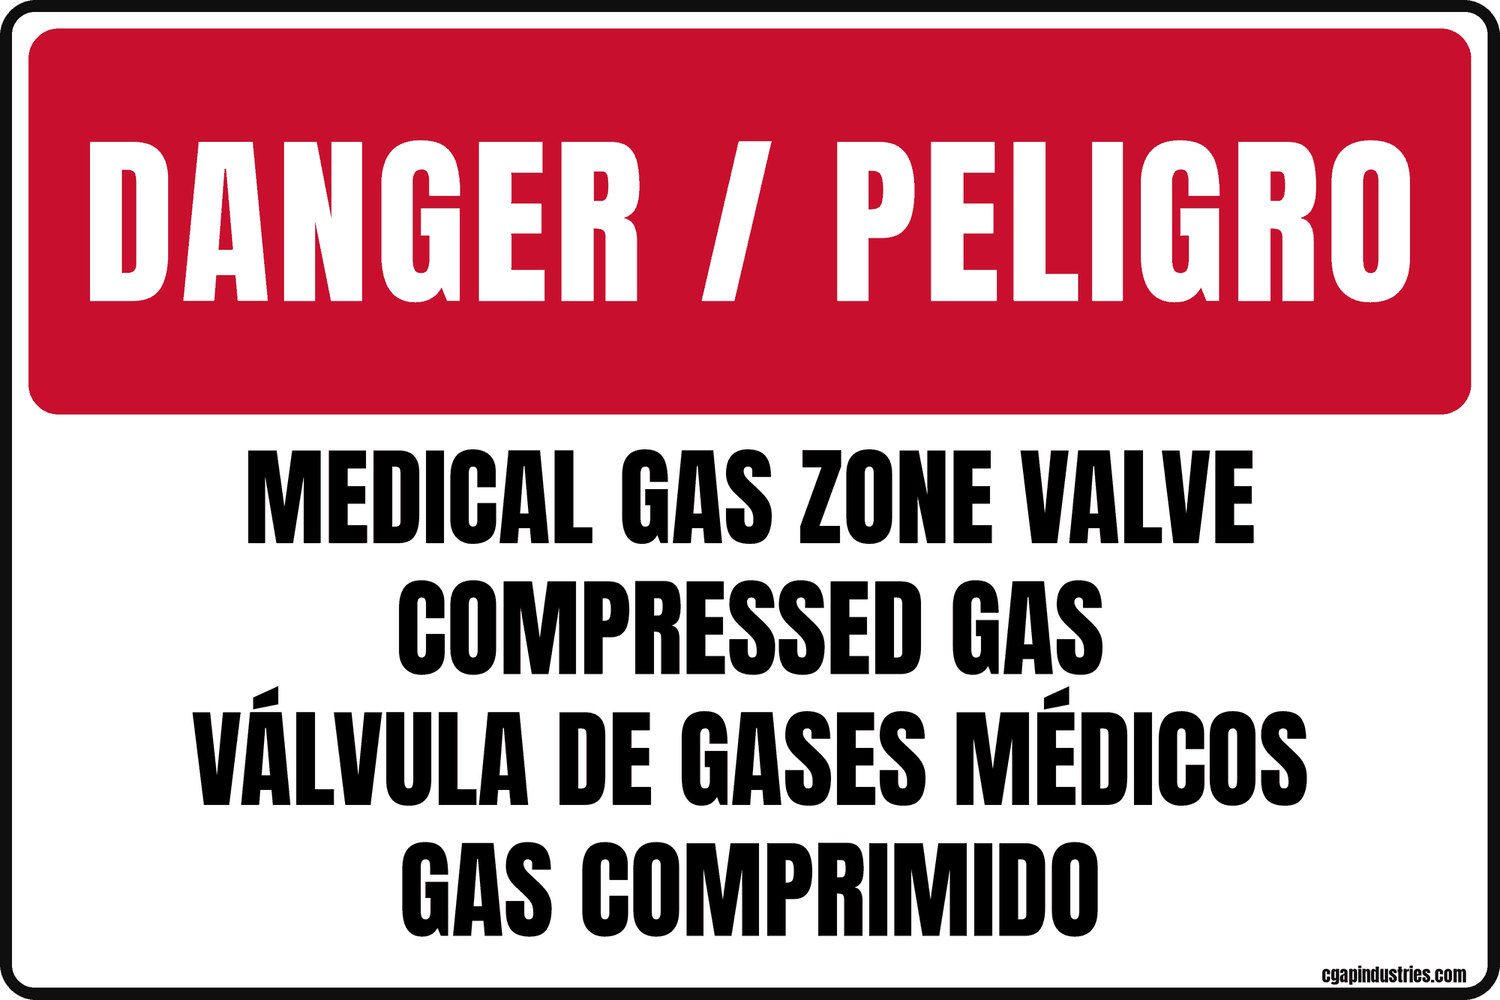 DANGER / PELIGRO
MEDICAL GAS ZONE VALVE
COMPRESSED GAS
VÁLVULA DE GASES MÉDICOS
GAS COMPRIMIDO
cgapindustries.com